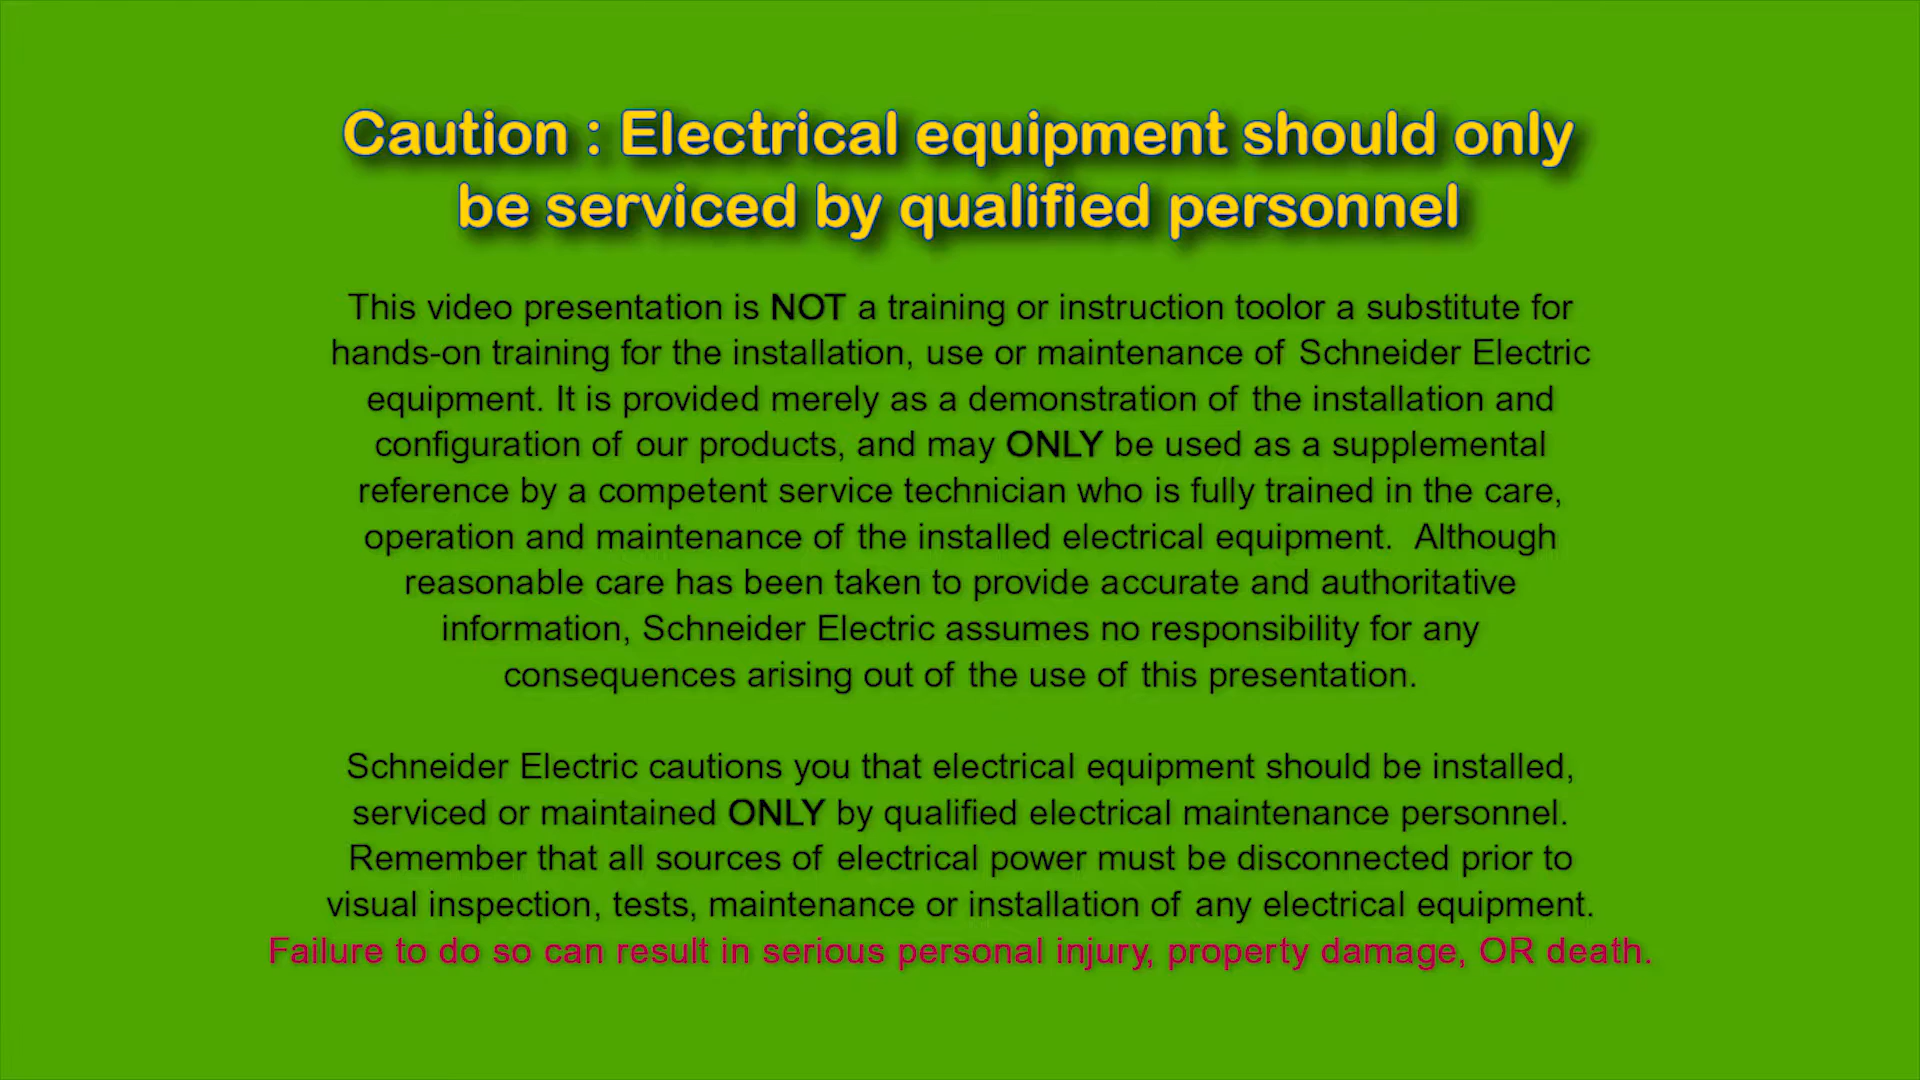 Caution : Electrical equipment should only
be serviced by qualified personnel
This video presentation is NOT a training or instruction toolor a substitute for
hands-on training for the installation, use or maintenance of Schneider Electric
equipment. It is provided merely as a demonstration of the installation and
configuration of our products, and may ONLY be used as a supplemental
reference by a competent service technician who is fully trained in the care,
operation and maintenance of the installed electrical equipment.  Although
reasonable care has been taken to provide accurate and authoritative
information, Schneider Electric assumes no responsibility for any
consequences arising out of the use of this presentation.
Schneider Electric cautions you that electrical equipment should be installed,
serviced or maintained ONLY by qualified electrical maintenance personnel.
Remember that all sources of electrical power must be disconnected prior to
visual inspection, tests, maintenance or installation of any electrical equipment.
Failure to do so can result in serious personal injury, property damage, OR death.